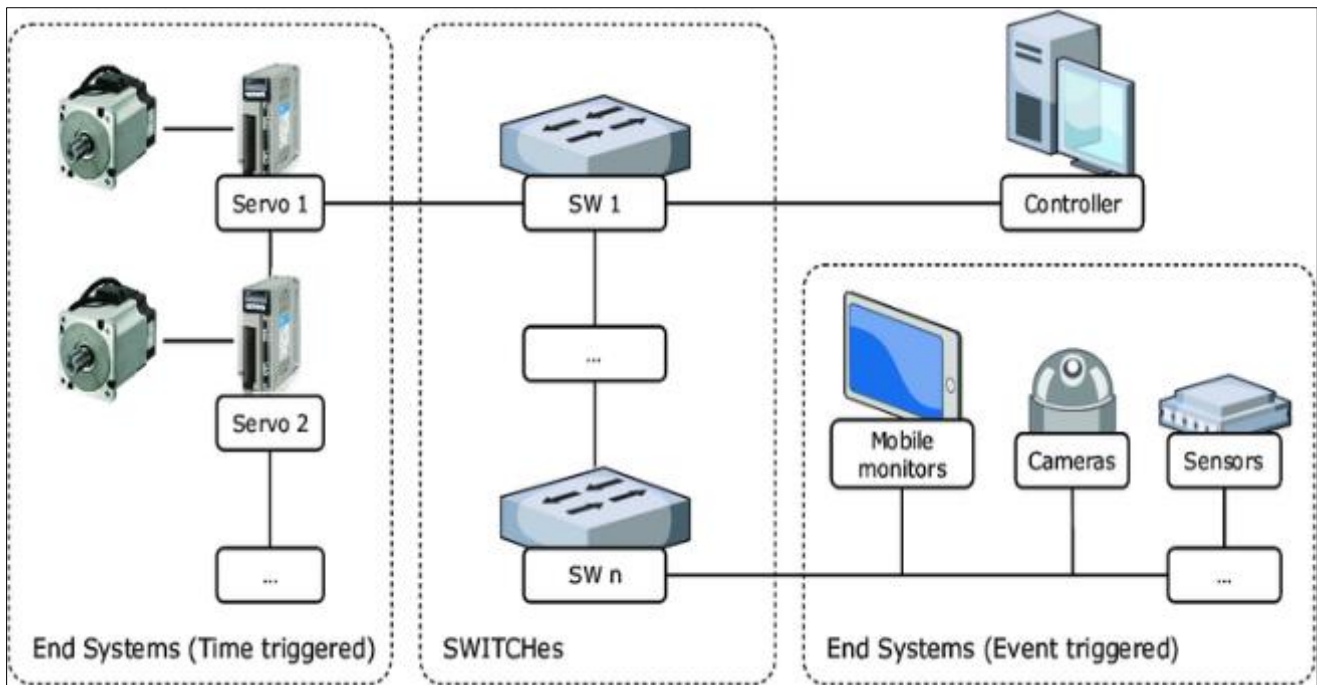 Servo 1
SW 1
Controller
...
Servo 2
Mobile
monitors
Cameras
Sensors
...
SW n
...
End Systems (Time triggered)
SWITCHes
End Systems (Event triggered)